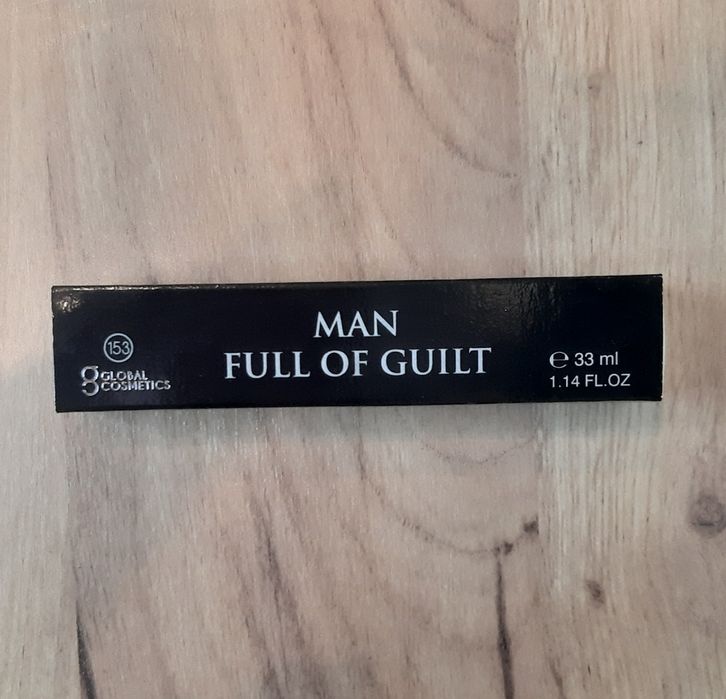 153
GLOBAL
COSMETICS
MAN
FULL OF GUILT
℮ 33 ml
1.14 FL.OZ